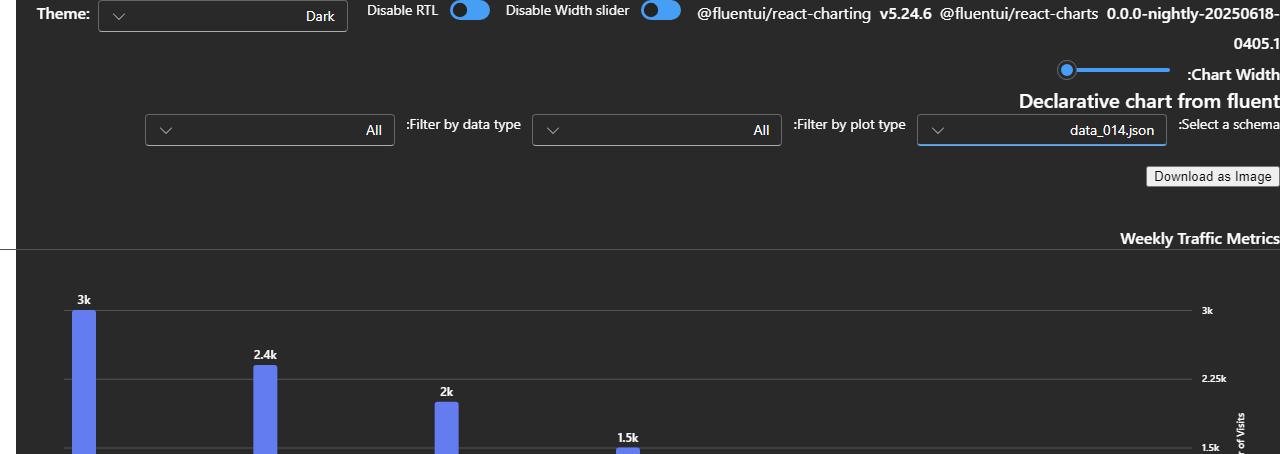 Theme:
Dark
Disable RTL
Disable Width slider
@fluentui/react-charting v5.24.6 @fluentui/react-charts 0.0.0-nightly-20250618-
0405.1
:Chart Width
Declarative chart from fluent
:Select a schema
data_014.json
:Filter by plot type
All
:Filter by data type
All
Download as Image
Weekly Traffic Metrics
3k
3k
2.4k
2.25k
2k
1.5k
1.5k
of Visits